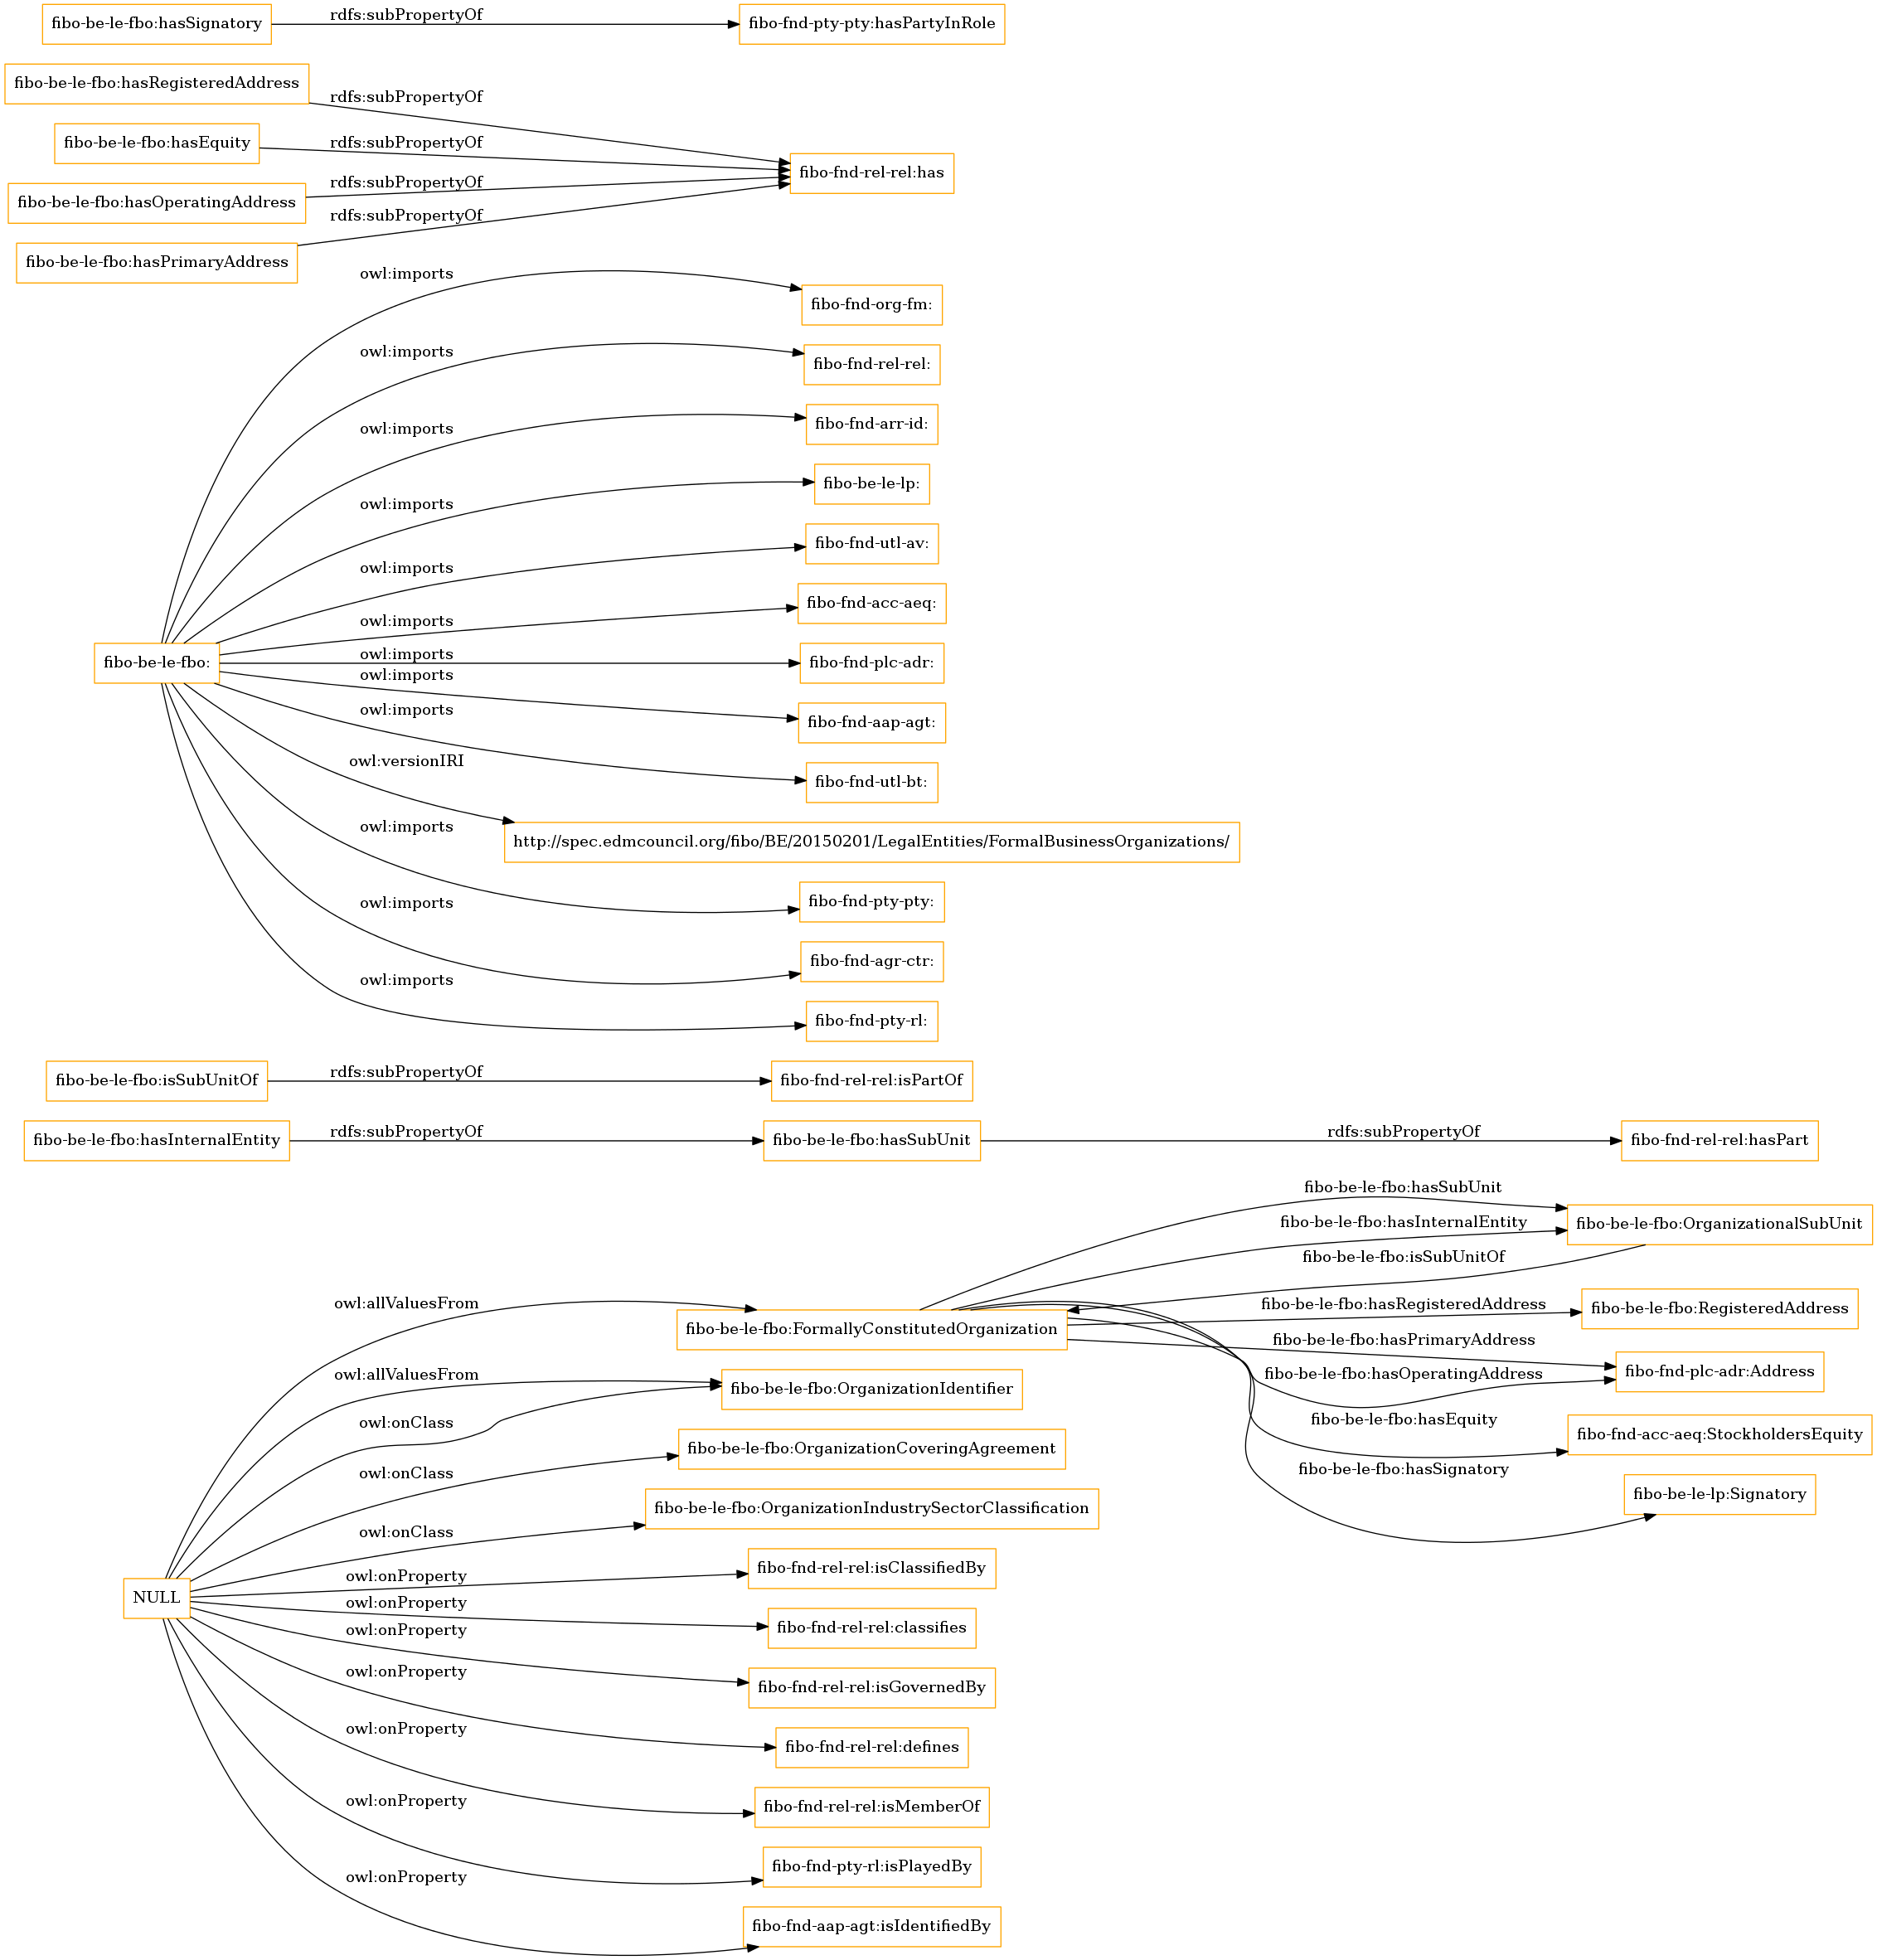 fibo-be-le-fbo:hasSignatory
rdfs:subPropertyOf
fibo-fnd-pty-pty:hasPartyInRole
fibo-be-le-fbo:hasRegisteredAddress
rdfs:subPropertyOf
fibo-be-le-fbo:hasEquity
rdfs:subPropertyOf
fibo-fnd-rel-rel:has
fibo-be-le-fbo:hasOperatingAddress
rdfs:subPropertyOf
fibo-be-le-fbo:hasPrimaryAddress
rdfs:subPropertyOf
owl:imports
fibo-fnd-org-fm:
owl:imports
fibo-fnd-rel-rel:
owl:imports
fibo-fnd-arr-id:
owl:imports
fibo-be-le-lp:
owl:imports
fibo-fnd-utl-av:
owl:imports
fibo-fnd-acc-aeq:
fibo-be-le-fbo:
owl:imports
fibo-fnd-plc-adr:
owl:imports
fibo-fnd-aap-agt:
owl:imports
fibo-fnd-utl-bt:
owl:versionIRI
http://spec.edmcouncil.org/fibo/BE/20150201/LegalEntities/FormalBusinessOrganizations/
owl:imports
fibo-fnd-pty-pty:
owl:imports
fibo-fnd-agr-ctr:
owl:imports
fibo-fnd-pty-rl:
fibo-be-le-fbo:isSubUnitOf
rdfs:subPropertyOf
fibo-fnd-rel-rel:isPartOf
fibo-be-le-fbo:hasInternalEntity
rdfs:subPropertyOf
fibo-be-le-fbo:hasSubUnit
rdfs:subPropertyOf
fibo-fnd-rel-rel:hasPart
fibo-be-le-fbo:hasSubUnit
fibo-be-le-fbo:hasInternalEntity
fibo-be-le-fbo:OrganizationalSubUnit
fibo-be-le-fbo:isSubUnitOf
owl:allValuesFrom
fibo-be-le-fbo:FormallyConstitutedOrganization
fibo-be-le-fbo:hasRegisteredAddress
fibo-be-le-fbo:RegisteredAddress
fibo-be-le-fbo:hasPrimaryAddress
fibo-be-le-fbo:hasOperatingAddress
fibo-fnd-plc-adr:Address
owl:allValuesFrom
fibo-be-le-fbo:OrganizationIdentifier
owl:onClass
fibo-be-le-fbo:hasEquity
fibo-fnd-acc-aeq:StockholdersEquity
owl:onClass
fibo-be-le-fbo:OrganizationCoveringAgreement
fibo-be-le-fbo:hasSignatory
fibo-be-le-lp:Signatory
owl:onClass
fibo-be-le-fbo:OrganizationIndustrySectorClassification
NULL
owl:onProperty
fibo-fnd-rel-rel:isClassifiedBy
owl:onProperty
fibo-fnd-rel-rel:classifies
owl:onProperty
fibo-fnd-rel-rel:isGovernedBy
owl:onProperty
fibo-fnd-rel-rel:defines
owl:onProperty
fibo-fnd-rel-rel:isMemberOf
owl:onProperty
fibo-fnd-pty-rl:isPlayedBy
owl:onProperty
fibo-fnd-aap-agt:isIdentifiedBy